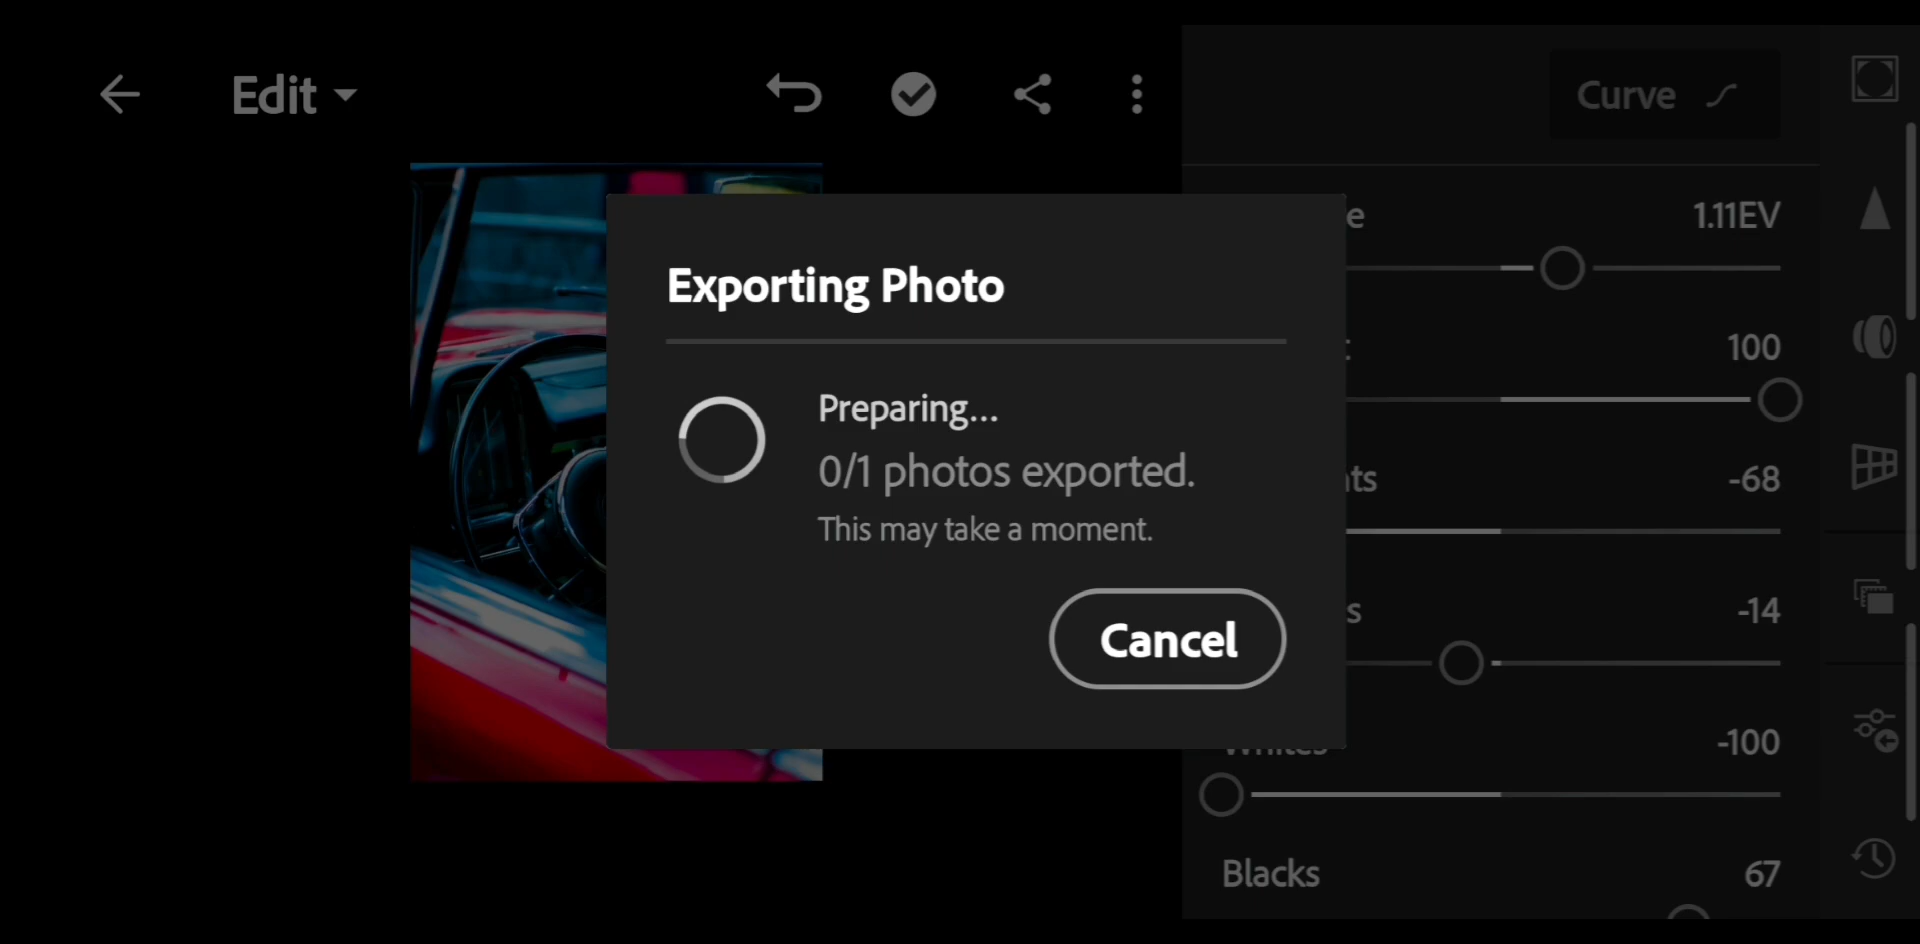 Edit
Curve
Exporting Photo
Preparing...
0/1 photos exported.
This may take a moment.
Cancel
1.11EV
100
-68
-14
Whites
-100
Blacks
67